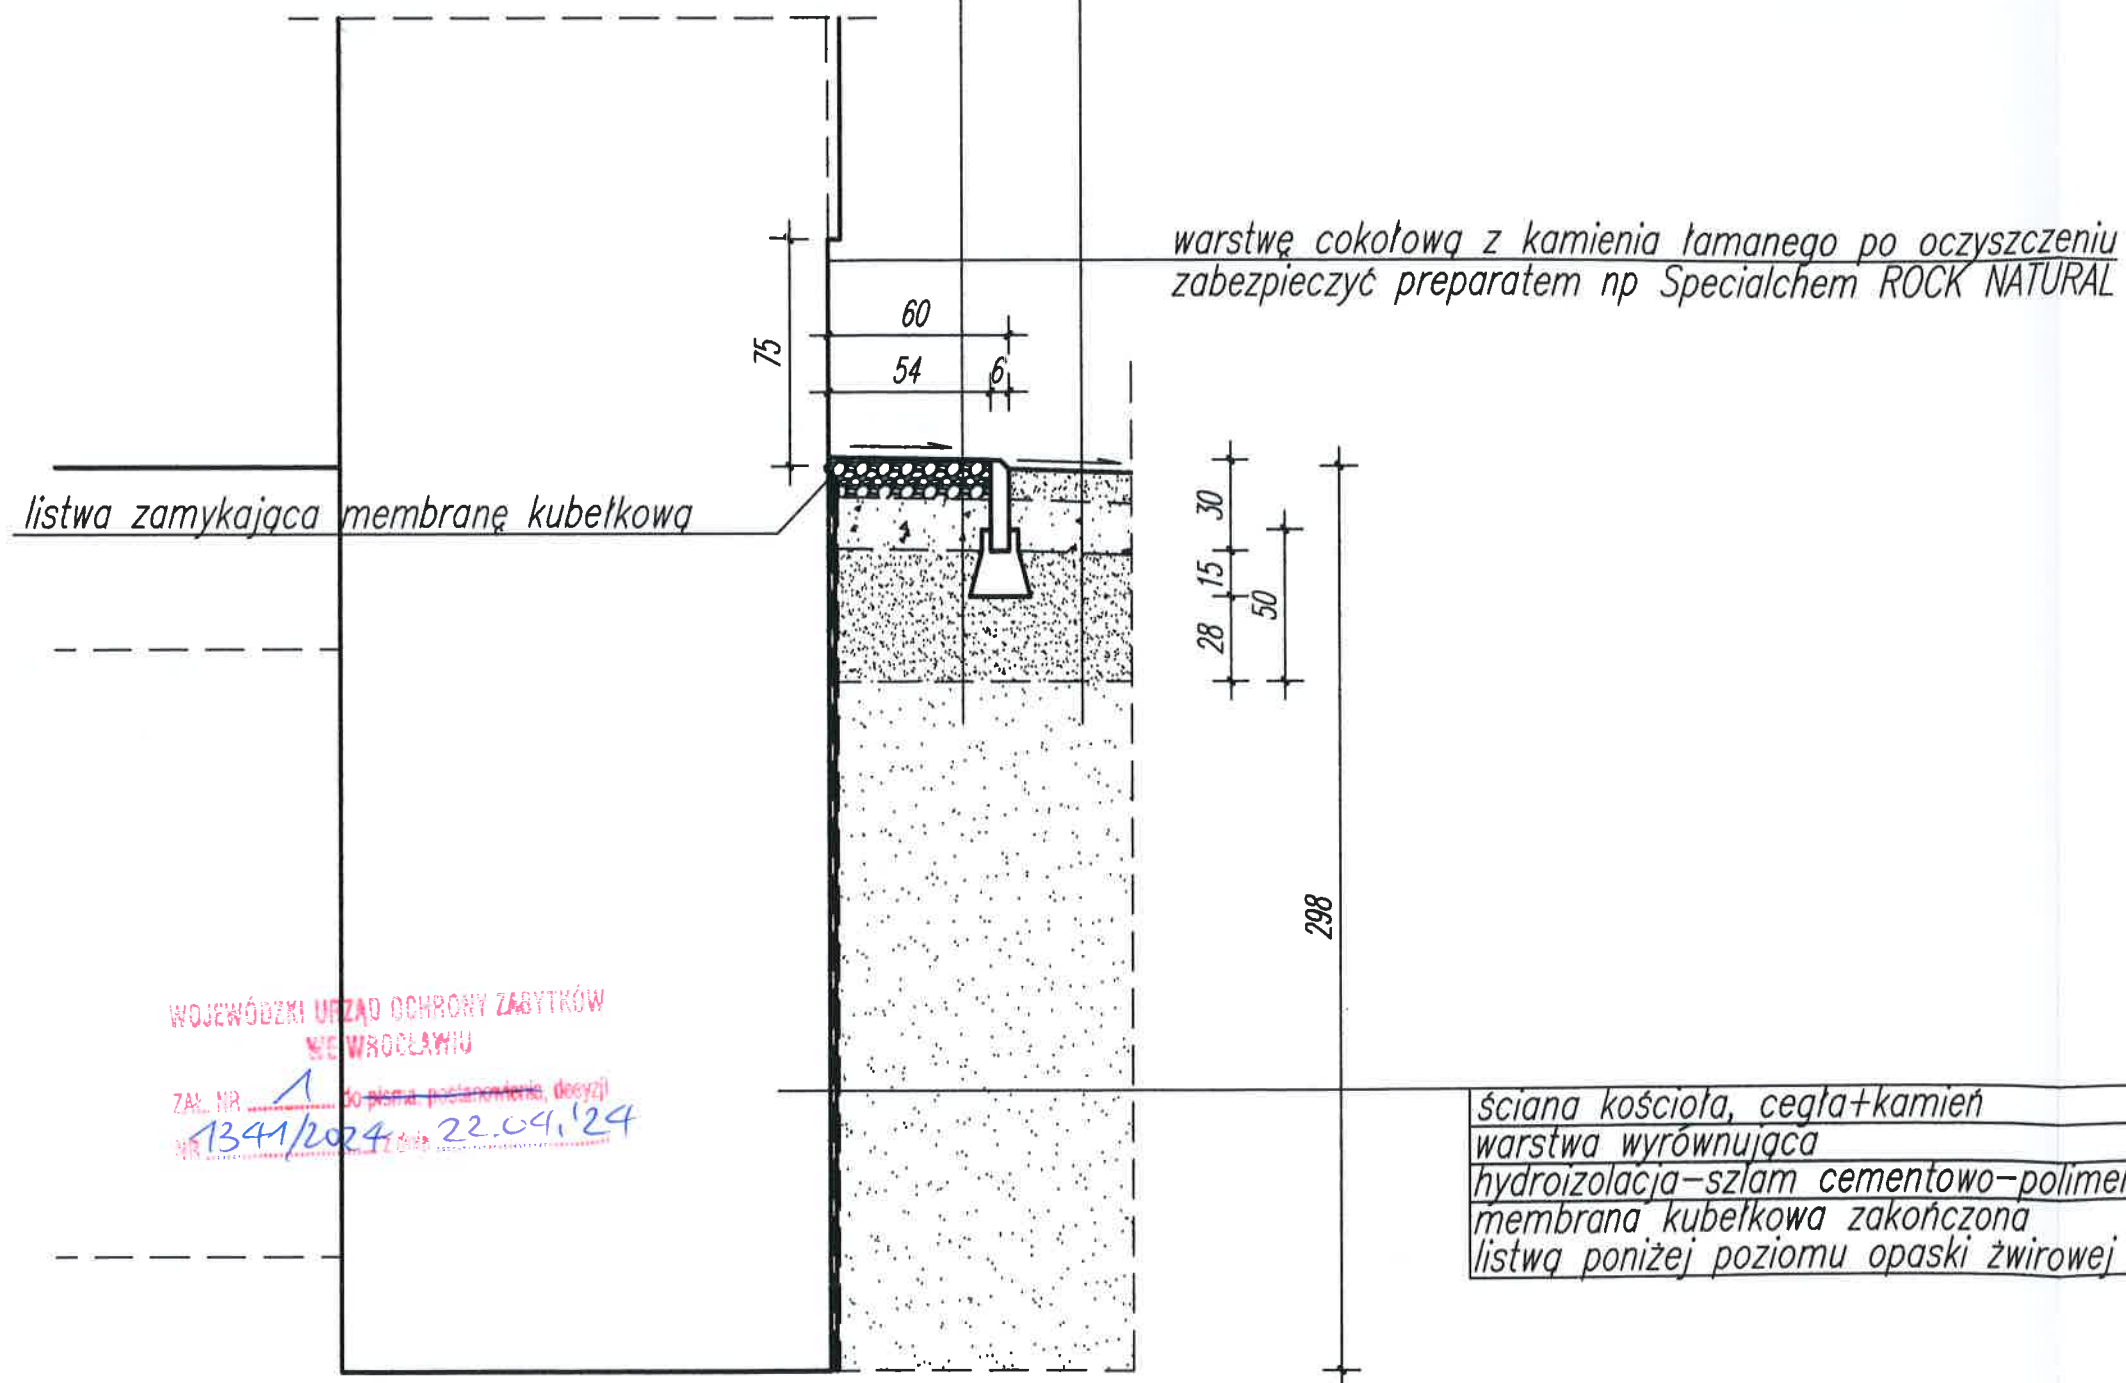 warstwę cokołową z kamienia łamanego po oczyszczeniu
zabezpieczyć preparatem np Specialchem ROCK NATURAL
60
75
54 6
listwa zamykająca membranę kubełkową
30
15
50
28
298
WOJEWÓDZKI URZĄD OCHRONY ZABYTKÓW
WE WROCŁAWIU
ZAŁ. NR 1 do pisma, postanowienia, decyzji
NR 1341/2024 z dnia 22.04.'24
ściana kościoła, cegła+kamień
warstwa wyrównująca
hydroizolacja-szlam cementowo-polimer
membrana kubełkowa zakończona
listwą poniżej poziomu opaski żwirowej